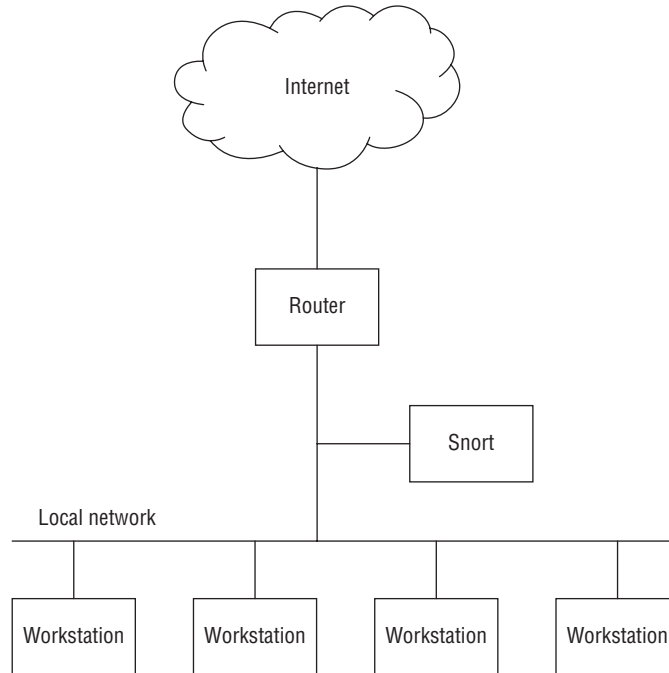 Internet
Router
Snort
Local network
Workstation
Workstation
Workstation
Workstation